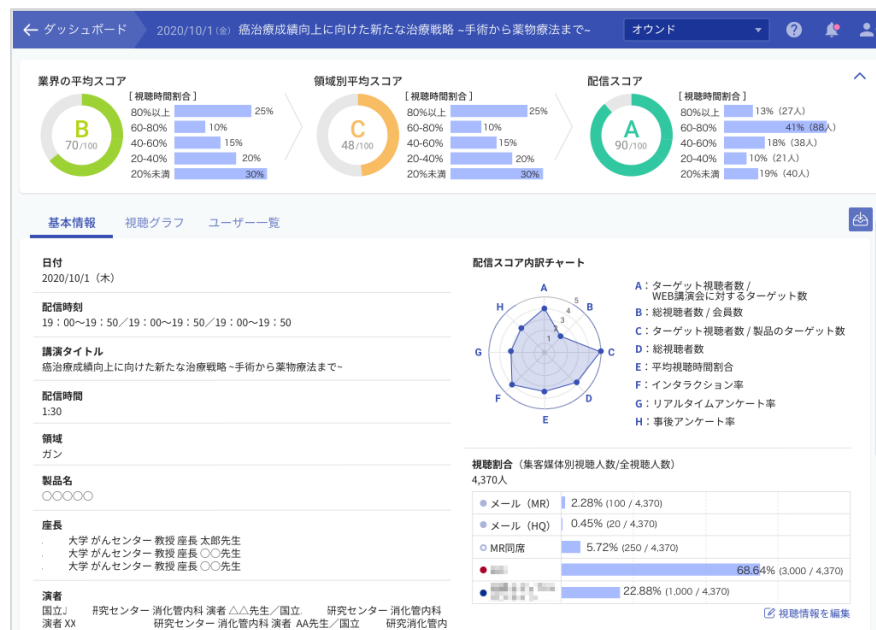 ダッシュボード
2020/10/1(金) 癌治療成績向上に向けた新たな治療戦略 ~手術から薬物療法まで~
オウンド
業界の平均スコア
B
70/100
[ 視聴時間割合 ]
80%以上 25%
60-80% 10%
40-60% 15%
20-40% 20%
20%未満 30%
領域別平均スコア
C
48/100
[ 視聴時間割合 ]
80%以上 25%
60-80% 10%
40-60% 15%
20-40% 20%
20%未満 30%
配信スコア
A
90/100
[ 視聴時間割合 ]
80%以上 13% (27人)
60-80% 41% (88人)
40-60% 18% (38人)
20-40% 10% (21人)
20%未満 19% (40人)
基本情報 視聴グラフ ユーザー一覧
日付
2020/10/1（木）
配信時刻
19：00〜19：50／19：00〜19：50／19：00〜19：50
講演タイトル
癌治療成績向上に向けた新たな治療戦略 ~手術から薬物療法まで~
配信時間
1:30
領域
ガン
製品名
○○○○○
座長
大学 がんセンター 教授 座長 太郎先生
大学 がんセンター 教授 座長 ○○先生
大学 がんセンター 教授 座長 ○○先生
演者
国立 研究センター 消化管内科 演者 △△先生／国立 研究センター 消化管内科
演者 XX 研究センター 消化管内科 演者 AA先生／国立 研究消化管内
配信スコア内訳チャート
A
B
C
D
E
F
G
H
5
4
3
2
1
A：ターゲット視聴者数 /
WEB講演会に対するターゲット数
B：総視聴者数 / 会員数
C：ターゲット視聴者数 / 製品のターゲット数
D：総視聴者数
E：平均視聴時間割合
F：インタラクション率
G：リアルタイムアンケート率
H：事後アンケート率
視聴割合（集客媒体別視聴人数/全視聴人数）
4,370人
メール（MR） 2.28% (100 / 4,370)
メール（HQ） 0.45% (20 / 4,370)
MR同席 5.72% (250 / 4,370)
68.64% (3,000 / 4,370)
22.88% (1,000 / 4,370)
視聴情報を編集